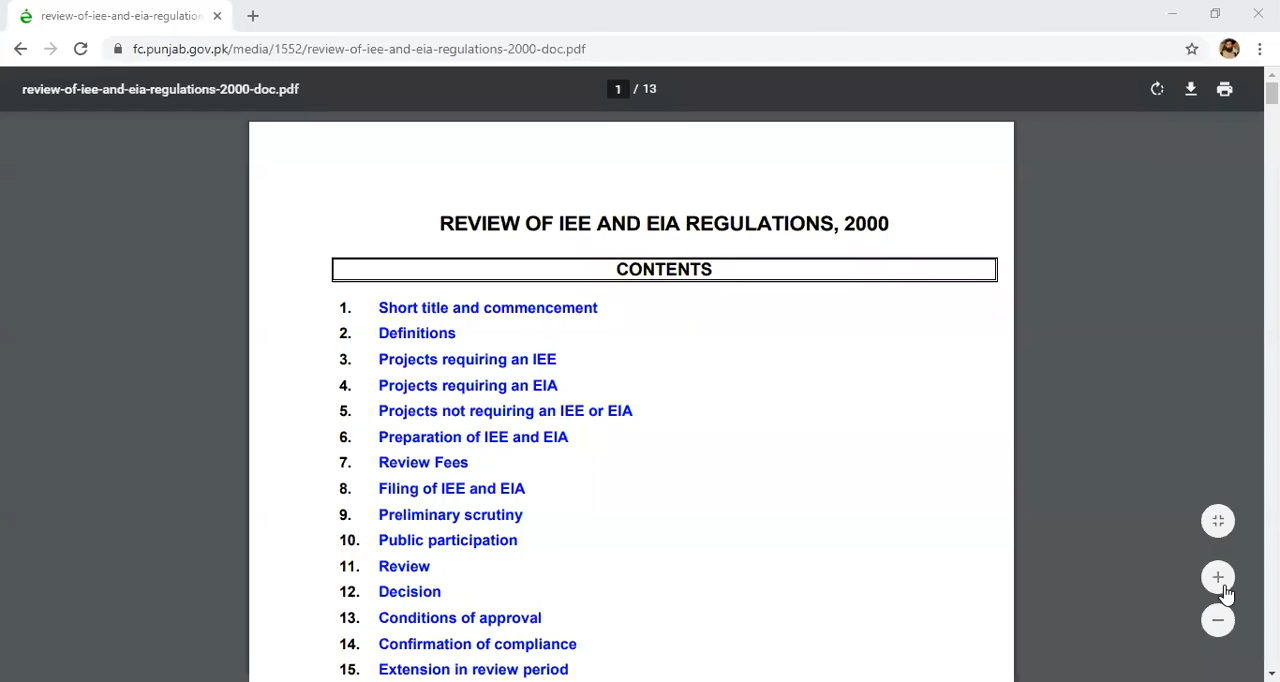 review-of-iee-and-eia-regulation
fc.punjab.gov.pk/media/1552/review-of-iee-and-eia-regulations-2000-doc.pdf
review-of-iee-and-eia-regulations-2000-doc.pdf
1 / 13
REVIEW OF IEE AND EIA REGULATIONS, 2000
CONTENTS
1. Short title and commencement
2. Definitions
3. Projects requiring an IEE
4. Projects requiring an EIA
5. Projects not requiring an IEE or EIA
6. Preparation of IEE and EIA
7. Review Fees
8. Filing of IEE and EIA
9. Preliminary scrutiny
10. Public participation
11. Review
12. Decision
13. Conditions of approval
14. Confirmation of compliance
15. Extension in review period